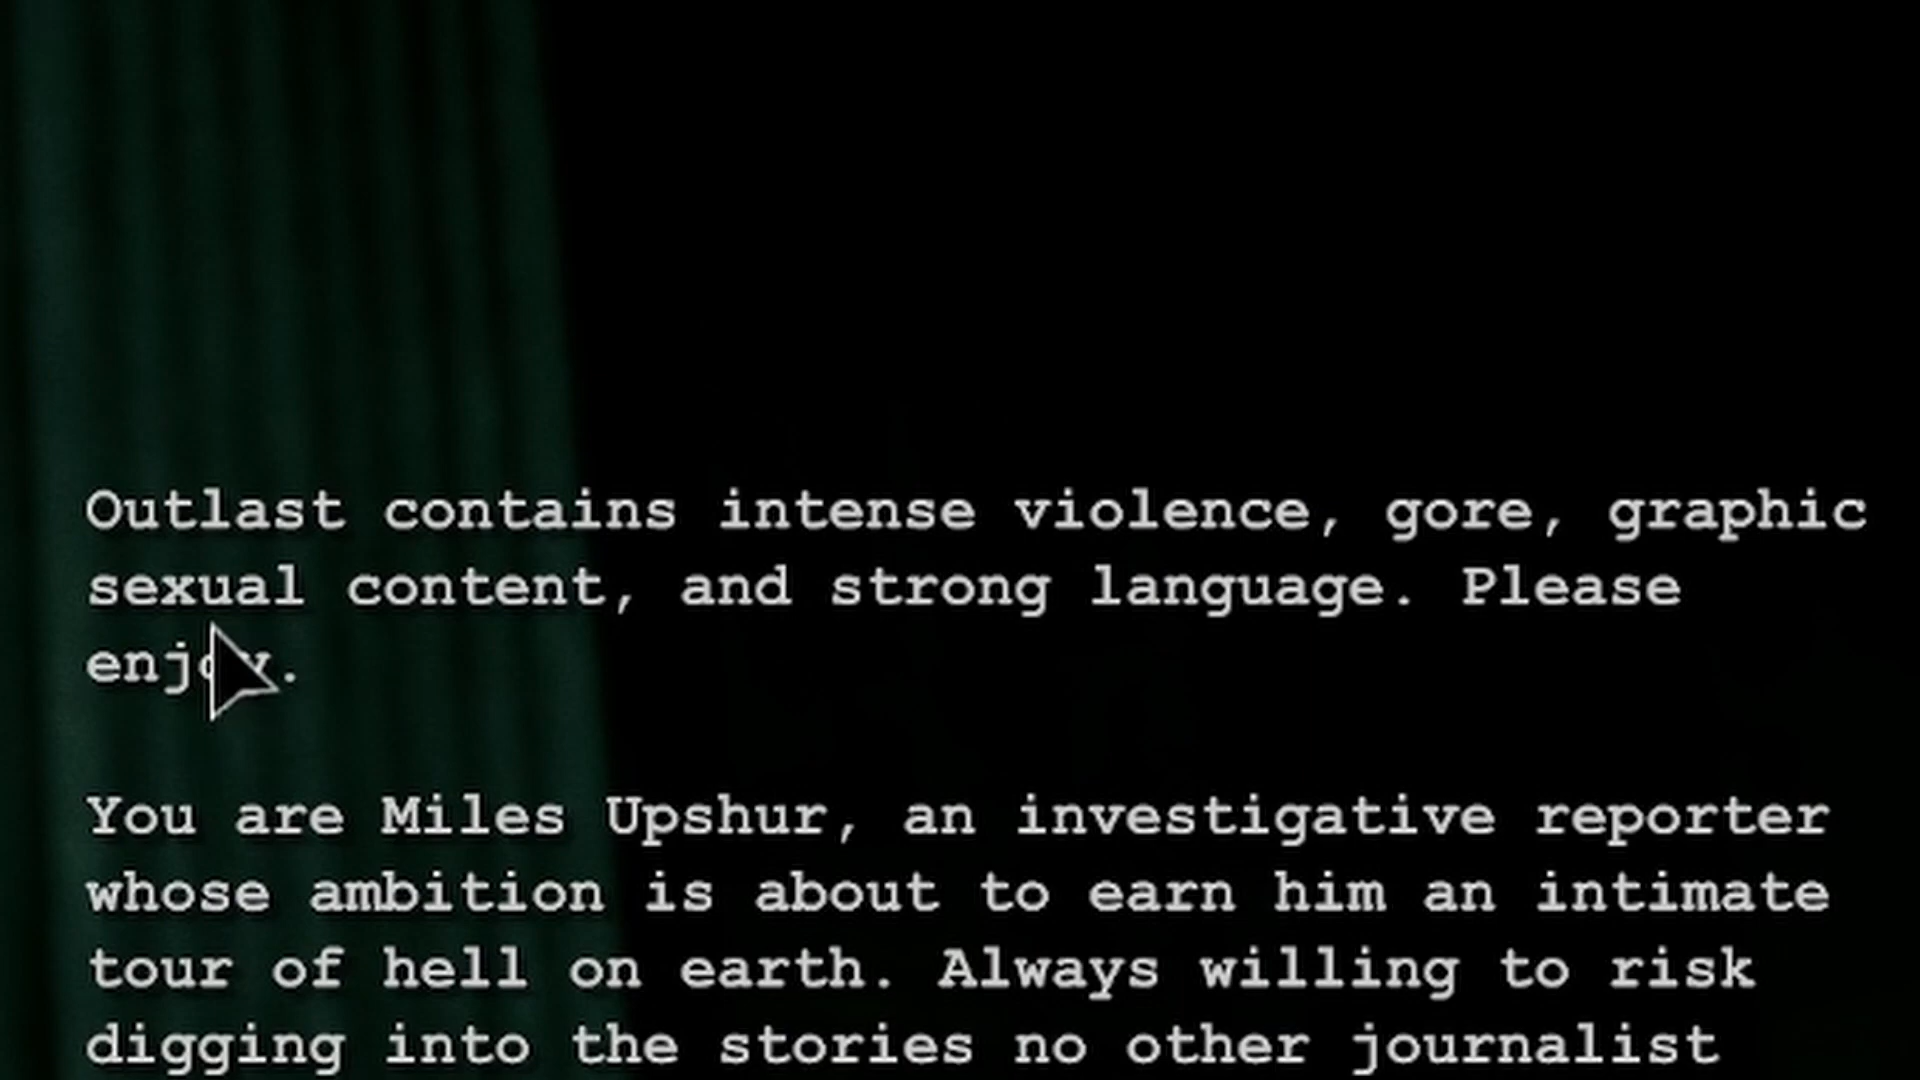 Outlast contains intense violence, gore, graphic
sexual content, and strong language. Please
enjoy.
You are Miles Upshur, an investigative reporter
whose ambition is about to earn him an intimate
tour of hell on earth. Always willing to risk
digging into the stories no other journalist